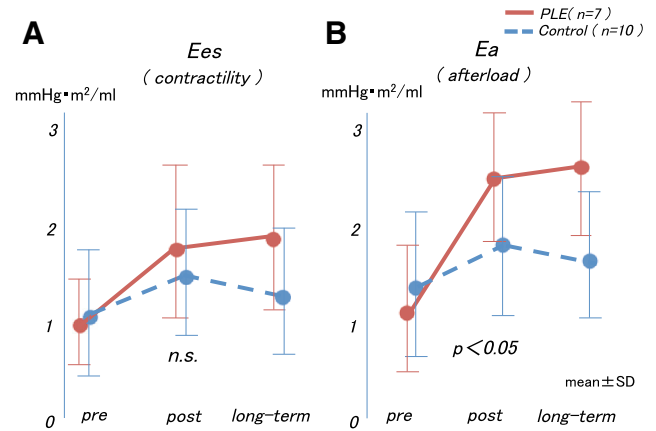 PLE( n=7 )
Control ( n=10 )
A
Ees
( contractility )
mmHg·m²/ml
3
2
1
0
n.s.
pre
post
long-term
B
Ea
( afterload )
mmHg·m²/ml
3
2
1
0
p<0.05
mean±SD
pre
post
long-term